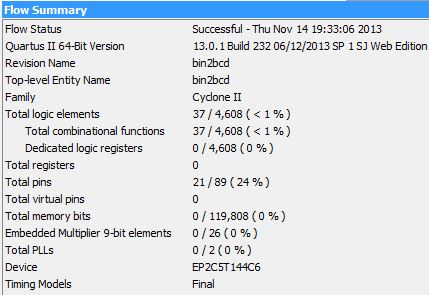 Flow Summary
Flow Status Successful - Thu Nov 14 19:33:06 2013
Quartus II 64-Bit Version 13.0.1 Build 232 06/12/2013 SP 1 SJ Web Edition
Revision Name bin2bcd
Top-level Entity Name bin2bcd
Family Cyclone II
Total logic elements 37 / 4,608 ( < 1 % )
Total combinational functions 37 / 4,608 ( < 1 % )
Dedicated logic registers 0 / 4,608 ( 0 % )
Total registers 0
Total pins 21 / 89 ( 24 % )
Total virtual pins 0
Total memory bits 0 / 119,808 ( 0 % )
Embedded Multiplier 9-bit elements 0 / 26 ( 0 % )
Total PLLs 0 / 2 ( 0 % )
Device EP2C5T144C6
Timing Models Final